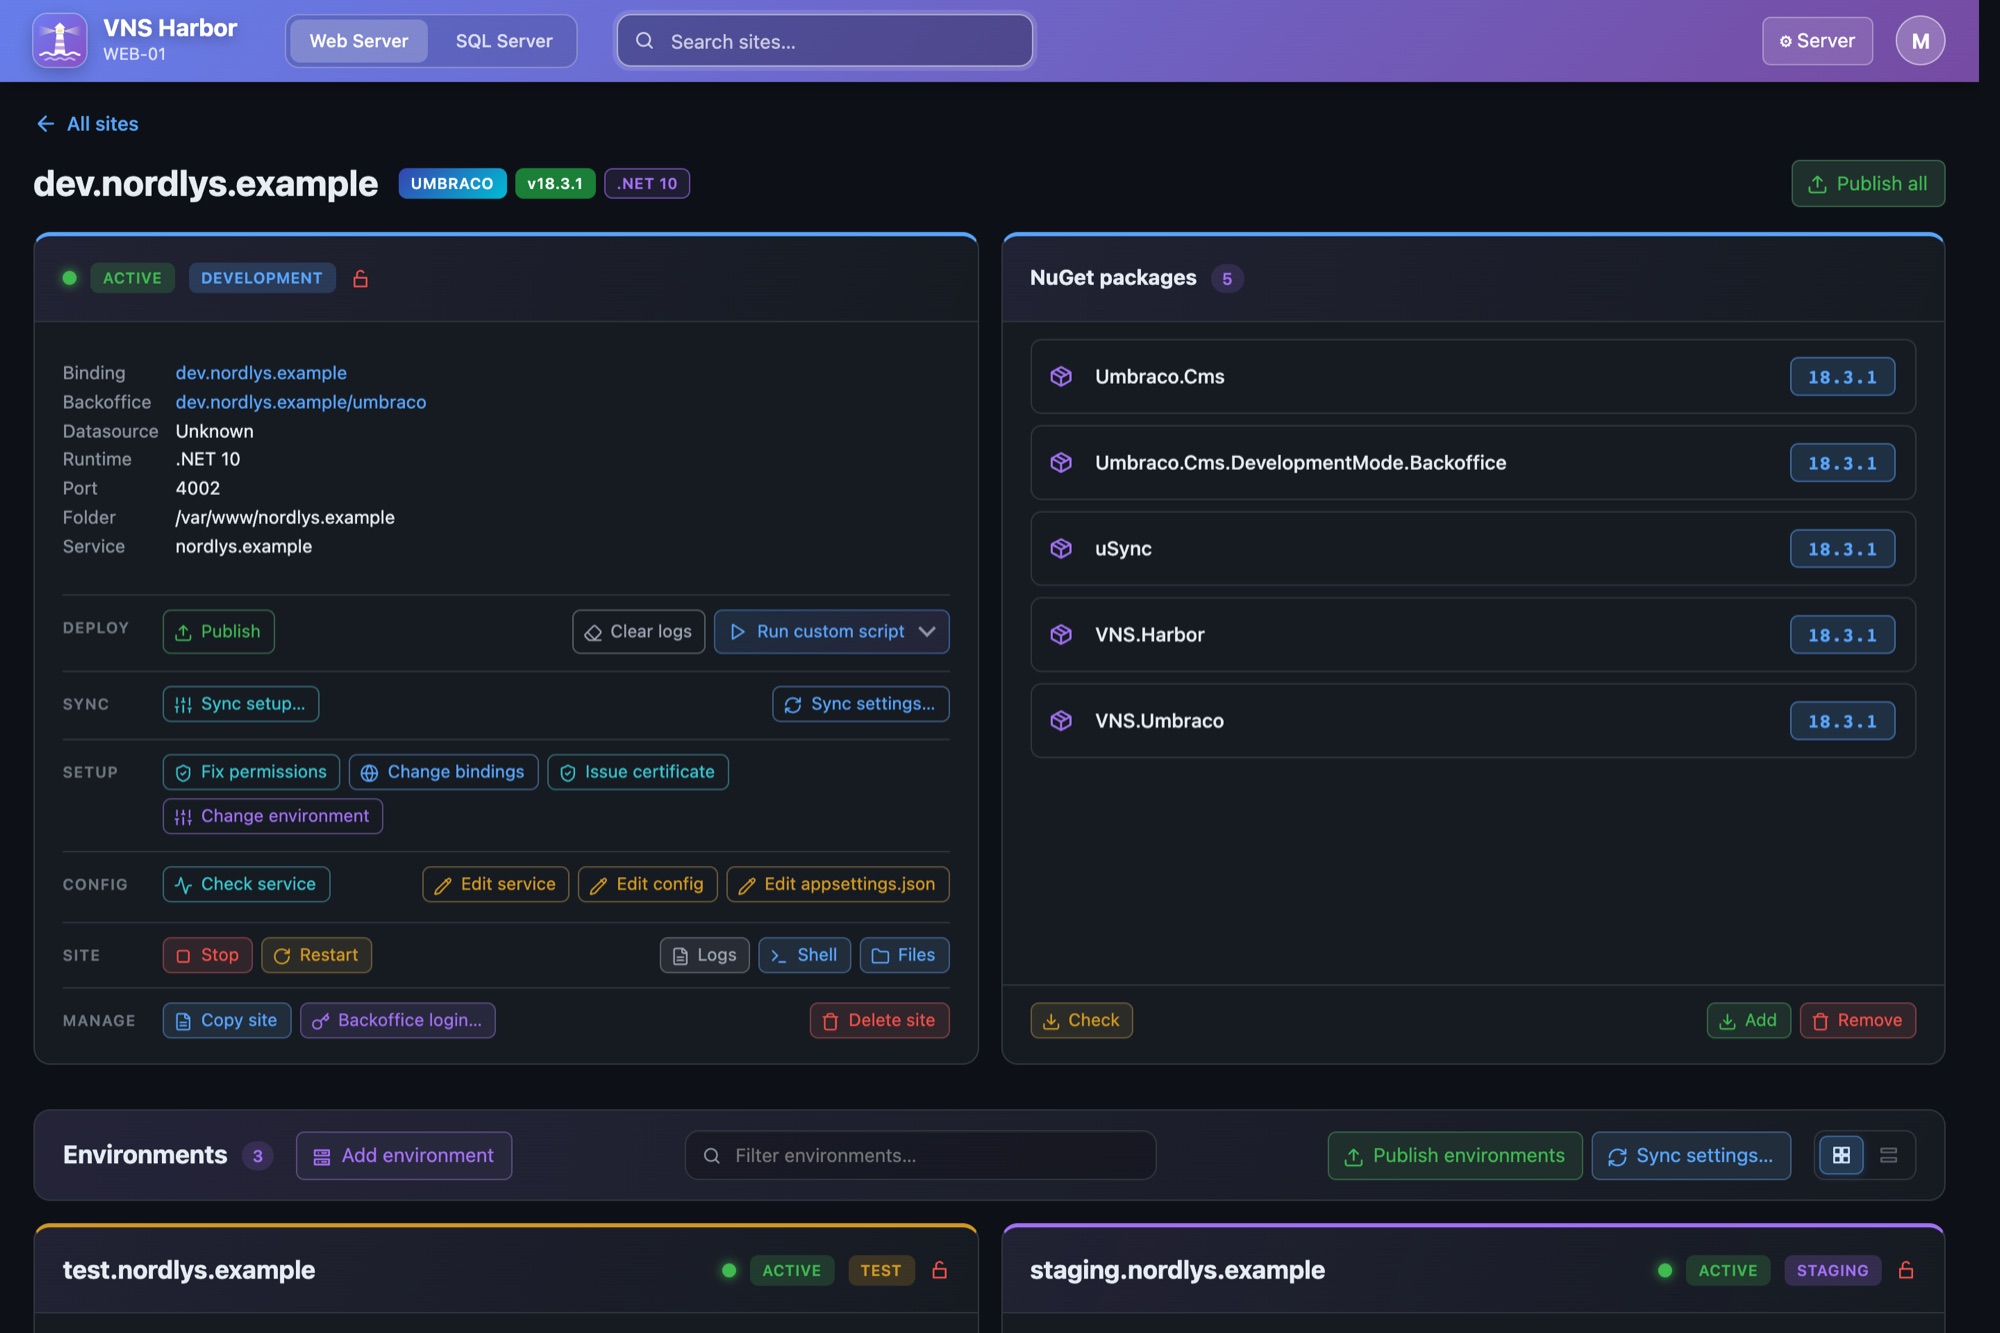 VNS Harbor
WEB-01
Web Server
SQL Server
Search sites...
Server
M
All sites
dev.nordlys.example
UMBRACO
v18.3.1
.NET 10
Publish all
ACTIVE
DEVELOPMENT
Binding dev.nordlys.example
Backoffice dev.nordlys.example/umbraco
Datasource Unknown
Runtime .NET 10
Port 4002
Folder /var/www/nordlys.example
Service nordlys.example
DEPLOY Publish Clear logs Run custom script
SYNC Sync setup... Sync settings...
SETUP Fix permissions Change bindings Issue certificate
Change environment
CONFIG Check service Edit service Edit config Edit appsettings.json
SITE Stop Restart Logs Shell Files
MANAGE Copy site Backoffice login... Delete site
NuGet packages 5
Umbraco.Cms 18.3.1
Umbraco.Cms.DevelopmentMode.Backoffice 18.3.1
uSync 18.3.1
VNS.Harbor 18.3.1
VNS.Umbraco 18.3.1
Check Add Remove
Environments 3 Add environment Filter environments... Publish environments Sync settings...
test.nordlys.example ACTIVE TEST
staging.nordlys.example ACTIVE STAGING